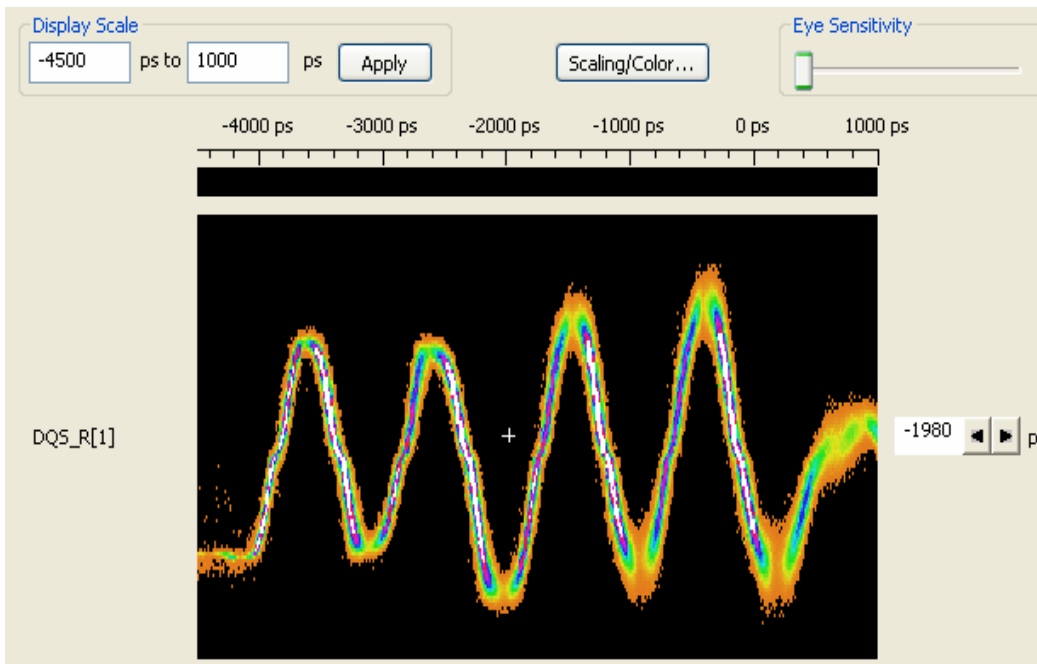 Display Scale
Eye Sensitivity
-4500 ps to 1000 ps Apply Scaling/Color...
-4000 ps -3000 ps -2000 ps -1000 ps 0 ps 1000 ps
DQS_R[1] -1980 p